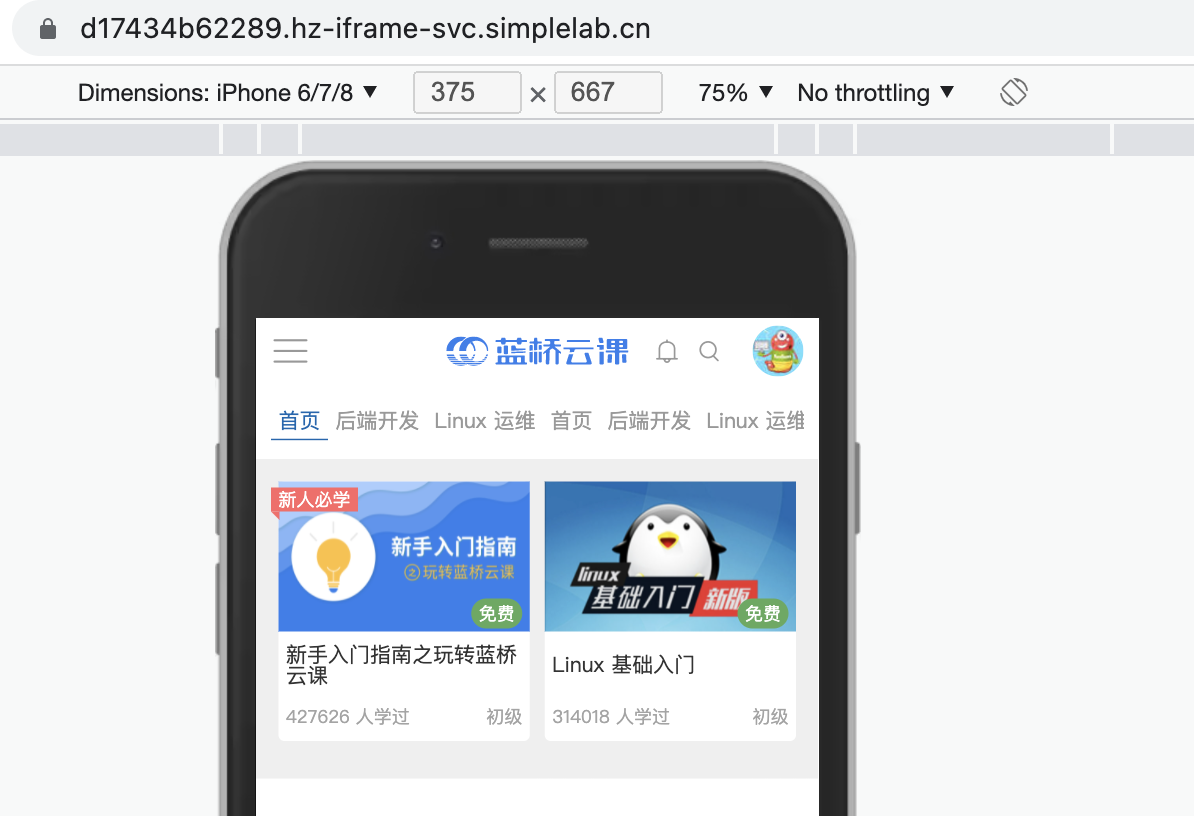 d17434b62289.hz-iframe-svc.simplelab.cn
Dimensions: iPhone 6/7/8 ▼ 375 × 667 75% ▼ No throttling ▼
蓝桥云课
首页 后端开发 Linux 运维 首页 后端开发 Linux 运维
新人必学
新手入门指南
之玩转蓝桥云课
免费
新手入门指南之玩转蓝桥
云课
427626 人学过 初级
linux
基础入门 新版
免费
Linux 基础入门
314018 人学过 初级